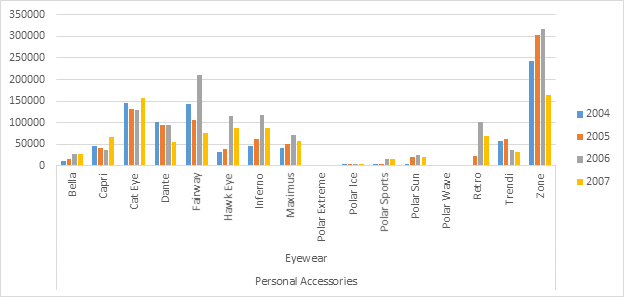 350000
300000
250000
200000
150000
100000
50000
0
Bella
Capri
Cat Eye
Dante
Fairway
Hawk Eye
Inferno
Maximus
Polar Extreme
Polar Ice
Polar Sports
Polar Sun
Polar Wave
Retro
Trendi
Zone
Eyewear
Personal Accessories
2004
2005
2006
2007